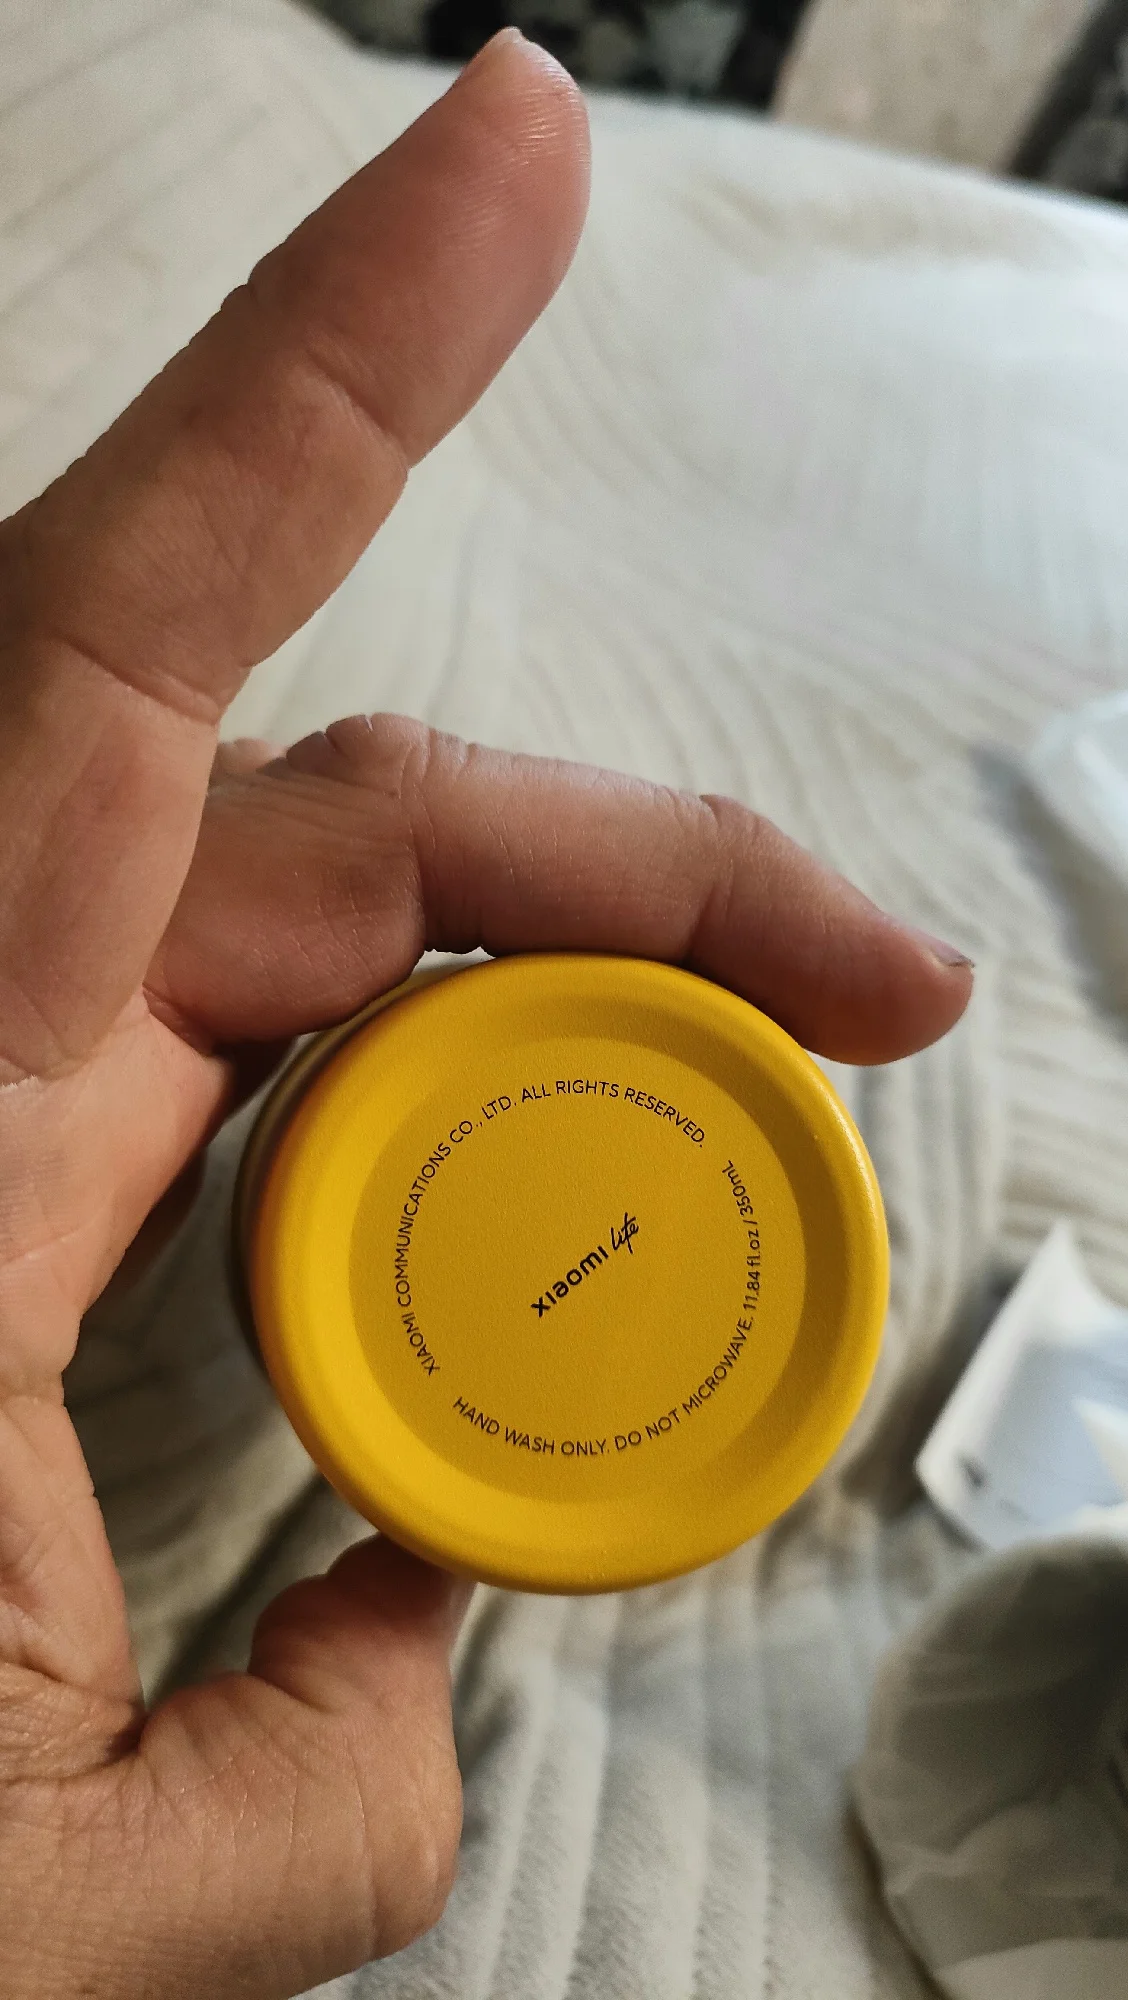 XIAOMI COMMUNICATIONS CO., LTD. ALL RIGHTS RESERVED.
xiaomi life
HAND WASH ONLY. DO NOT MICROWAVE. 11.84 fl.oz / 350mL